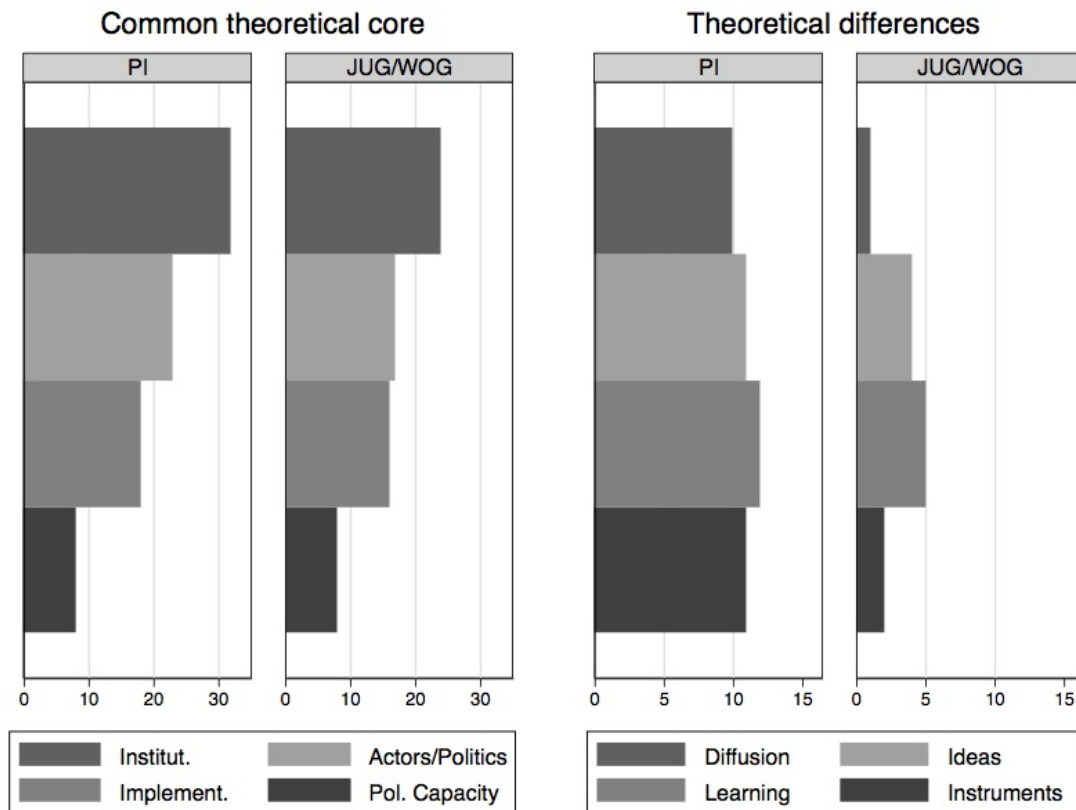 Common theoretical core
PI JUG/WOG
0 10 20 30 0 10 20 30
Institut. Actors/Politics
Implement. Pol. Capacity
Theoretical differences
PI JUG/WOG
0 5 10 15 0 5 10 15
Diffusion Ideas
Learning Instruments